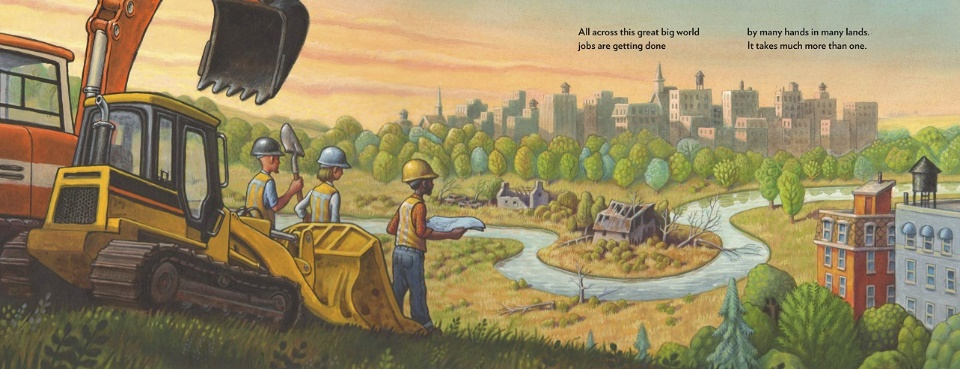 All across this great big world
jobs are getting done
by many hands in many lands.
It takes much more than one.